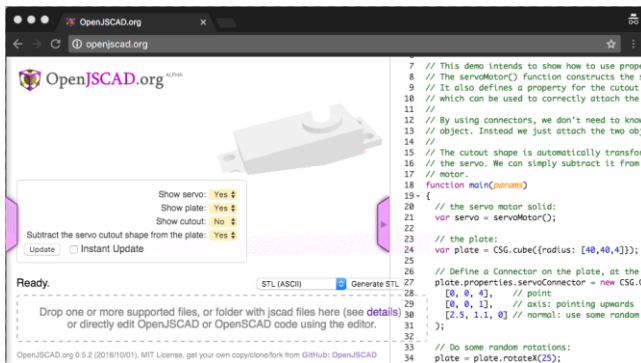 OpenJSCAD.org
openjscad.org
OpenJSCAD.org ALPHA
Show servo: Yes
Show plate: Yes
Show cutout: No
Subtract the servo cutout shape from the plate: Yes
Update Instant Update
Ready.
STL (ASCII) Generate STL
Drop one or more supported files, or folder with jscad files here (see details)
or directly edit OpenJSCAD or OpenSCAD code using the editor.
OpenJSCAD.org 0.5.2 (2016/10/01), MIT License, get your own copy/clone/fork from GitHub: OpenJSCAD
7 // This demo intends to show how to use prope
8 // The servoMotor() function constructs the s
9 // It also defines a property for the cutout
10 // which can be used to correctly attach the
11 //
12 // By using connectors, we don't need to know
13 // object. Instead we just attach the two obj
14 //
15 // The cutout shape is automatically transfor
16 // the servo. We can simply subtract it from
17 // motor.
18 function main(params)
19 {
20 // the servo motor solid:
21 var servo = servoMotor();
22
23 // the plate:
24 var plate = CSG.cube({radius: [40,40,4]});
25
26 // Define a Connector on the plate, at the
27 plate.properties.servoConnector = new CSG.C
28 [0, 0, 4], // point
29 [0, 0, 1], // axis: pointing upwards
30 [2.5, 1.1, 0] // normal: use some random
31 );
32
33 // Do some random rotations:
34 plate = plate.rotateX(25);